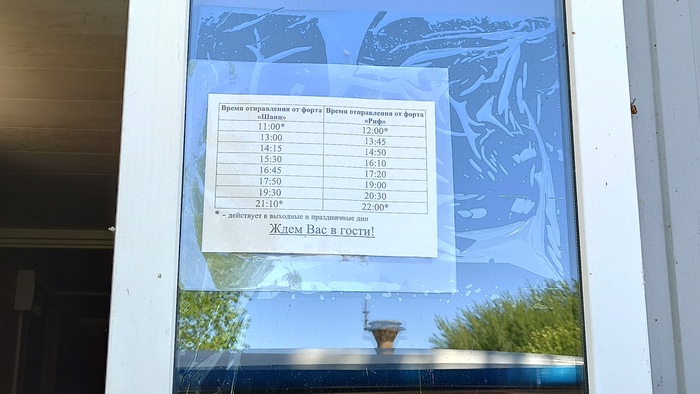 Время отправления от форта «Шанц» Время отправления от форта «Риф»
11:00* 12:00*
13:00 13:45
14:15 14:50
15:30 16:10
16:45 17:20
17:50 19:00
19:30 20:30
21:10* 22:00*
* – действует в выходные и праздничные дни
Ждем Вас в гости!